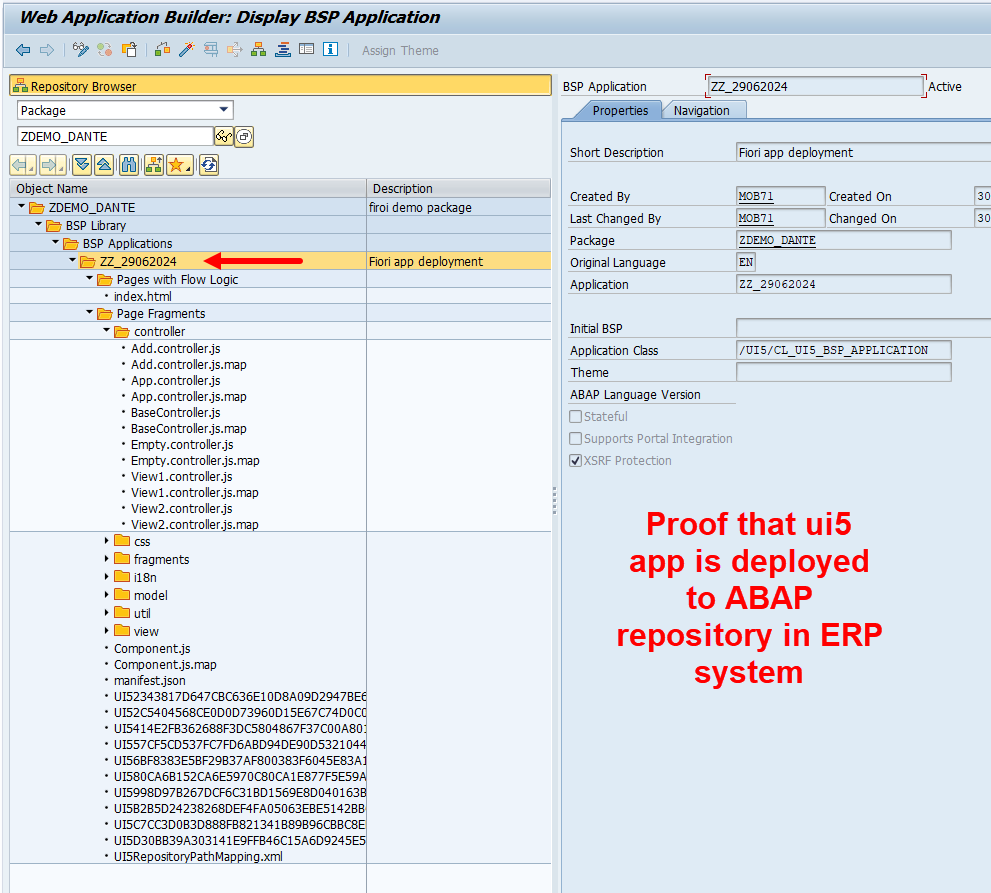 Web Application Builder: Display BSP Application
Assign Theme
Repository Browser
Package
ZDEMO_DANTE
Object Name Description
ZDEMO_DANTE firoi demo package
BSP Library
BSP Applications
ZZ_29062024 Fiori app deployment
Pages with Flow Logic
index.html
Page Fragments
controller
Add.controller.js
Add.controller.js.map
App.controller.js
App.controller.js.map
BaseController.js
BaseController.js.map
Empty.controller.js
Empty.controller.js.map
View1.controller.js
View1.controller.js.map
View2.controller.js
View2.controller.js.map
css
fragments
i18n
model
util
view
Component.js
Component.js.map
manifest.json
UI52343817D647CBC636E10D8A09D2947BE6
UI52C5404568CE0D0D73960D15E67C74D0C0
UI5414E2FB362688F3DC5804867F37C00A801
UI557CF5CD537FC7FD6ABD94DE90D5321044
UI56BF8383E5BF29B37AF800383F6045E83A1
UI580CA6B152CA6E5970C80CA1E877F5E59A
UI5998D97B267DCF6C31BD1569E8D040163B
UI5B2B5D24238268DEF4FA05063EBE5142BB
UI5C7CC3D0B3D888FB821341B89B96CBBC8E
UI5D30BB39A303141E9FFB46C15A6D9245E5
UI5RepositoryPathMapping.xml
BSP Application ZZ_29062024 Active
Properties Navigation
Short Description Fiori app deployment
Created By MOB71 Created On 30
Last Changed By MOB71 Changed On 30
Package ZDEMO_DANTE
Original Language EN
Application ZZ_29062024
Initial BSP
Application Class /UI5/CL_UI5_BSP_APPLICATION
Theme
ABAP Language Version
Stateful
Supports Portal Integration
XSRF Protection
Proof that ui5
app is deployed
to ABAP
repository in ERP
system